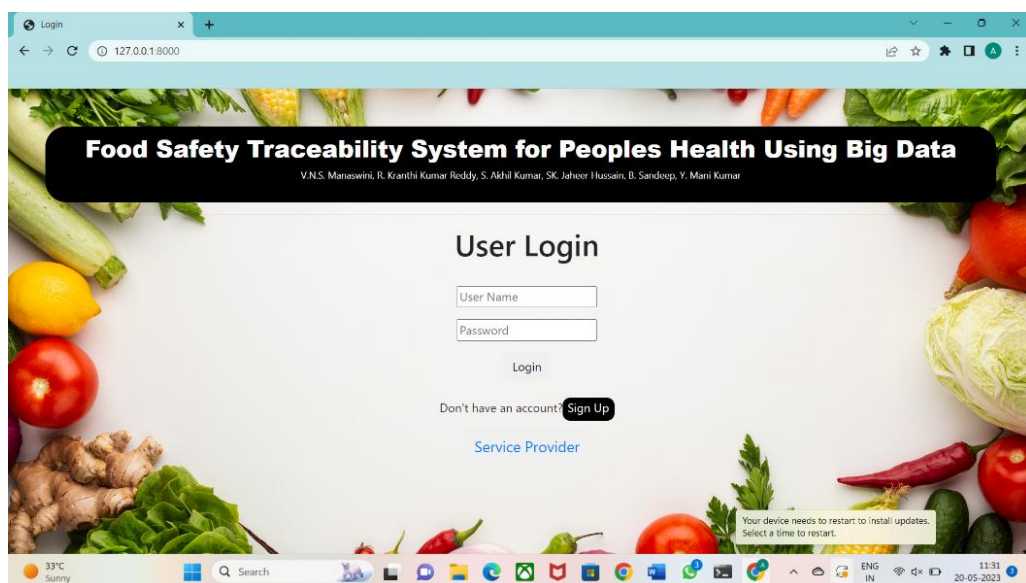 Login
127.0.0.1:8000
A
Food Safety Traceability System for Peoples Health Using Big Data
V.N.S. Manaswini, R. Kranthi Kumar Reddy, S. Akhil Kumar, SK. Jaheer Hussain, B. Sandeep, Y. Mani Kumar
User Login
User Name
Password
Login
Don't have an account? Sign Up
Service Provider
Your device needs to restart to install updates.
Select a time to restart.
33°C
Sunny
Search
ENG
IN
11:31
20-05-2023